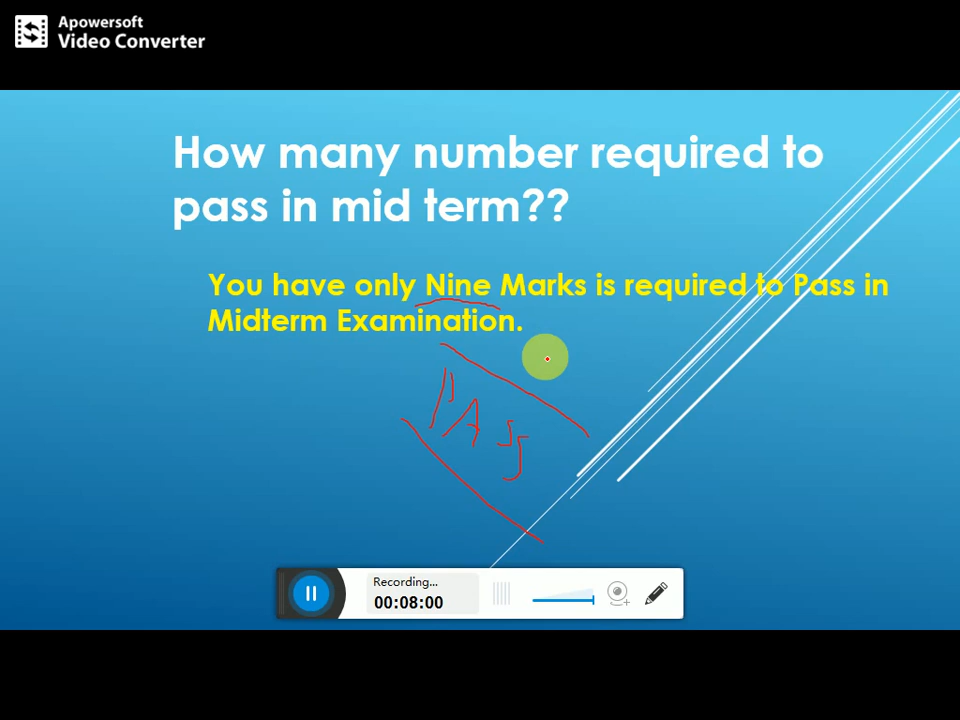 Apowersoft
Video Converter
How many number required to
pass in mid term??
You have only Nine Marks is required to Pass in
Midterm Examination.
PASS
Recording...
00:08:00